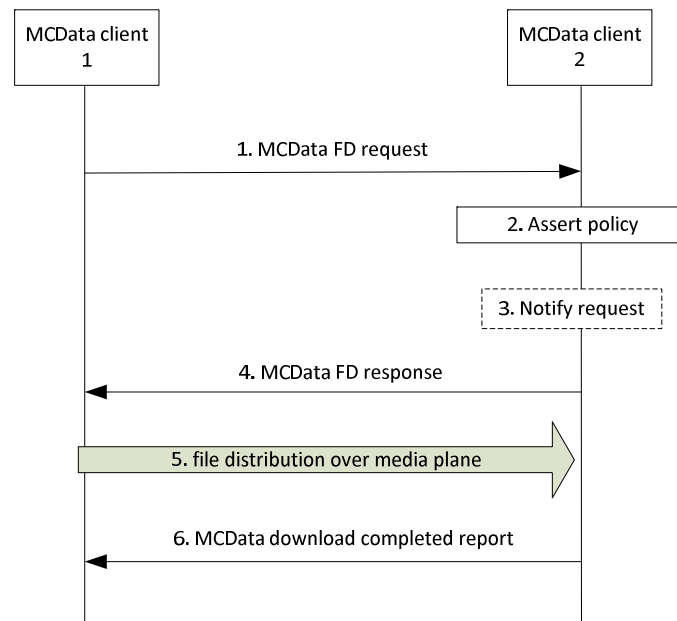 MCData client
1
MCData client
2
1. MCData FD request
2. Assert policy
3. Notify request
4. MCData FD response
5. file distribution over media plane
6. MCData download completed report